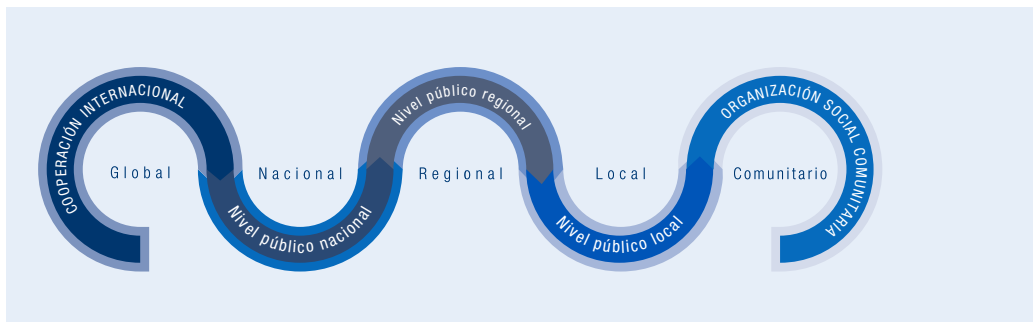 COOPERACIÓN INTERNACIONAL
Global
Nivel público nacional
Nacional
Nivel público regional
Regional
Nivel público local
Local
ORGANIZACIÓN SOCIAL COMUNITARIA
Comunitario